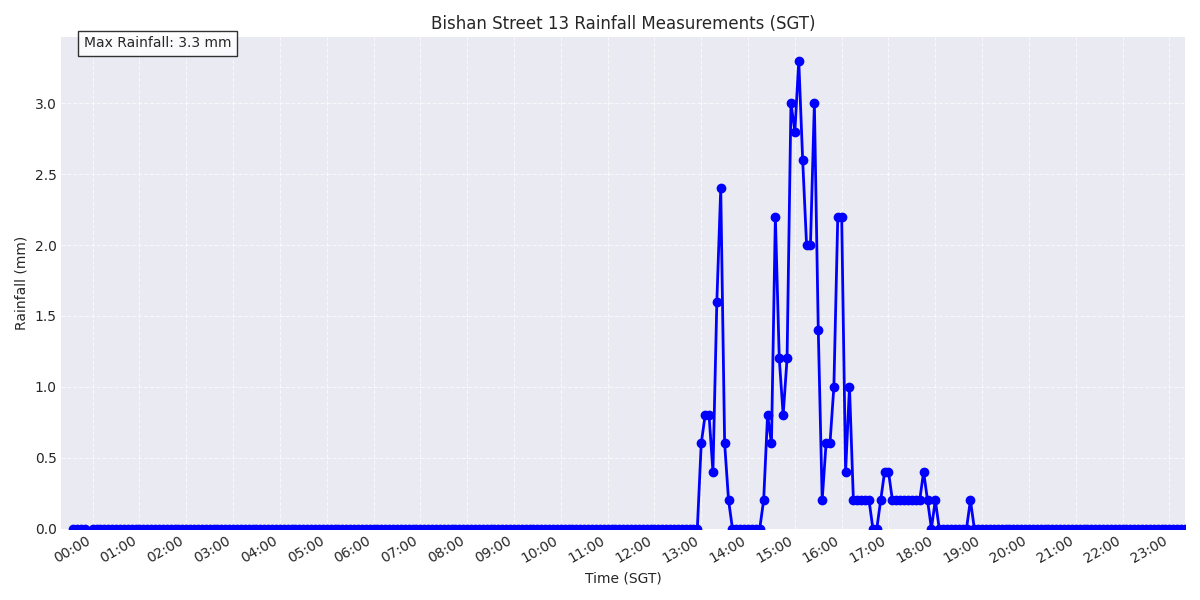 Bishan Street 13 Rainfall Measurements (SGT)
Max Rainfall: 3.3 mm
Rainfall (mm)
3.0
2.5
2.0
1.5
1.0
0.5
0.0
00:00 01:00 02:00 03:00 04:00 05:00 06:00 07:00 08:00 09:00 10:00 11:00 12:00 13:00 14:00 15:00 16:00 17:00 18:00 19:00 20:00 21:00 22:00 23:00
Time (SGT)